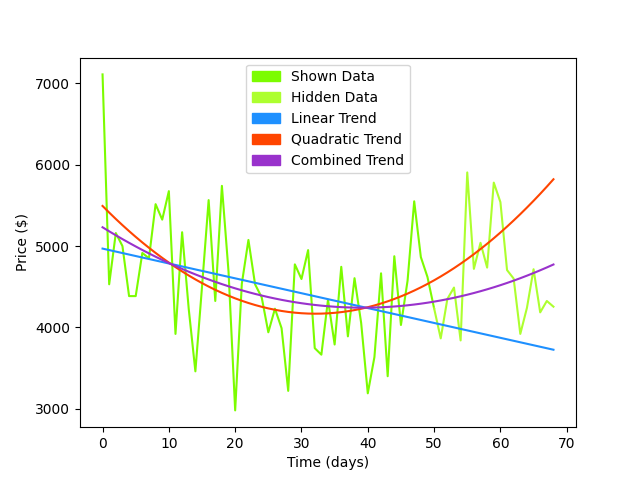 Shown Data
Hidden Data
Linear Trend
Quadratic Trend
Combined Trend
7000
6000
5000
4000
3000
Price ($)
0 10 20 30 40 50 60 70
Time (days)